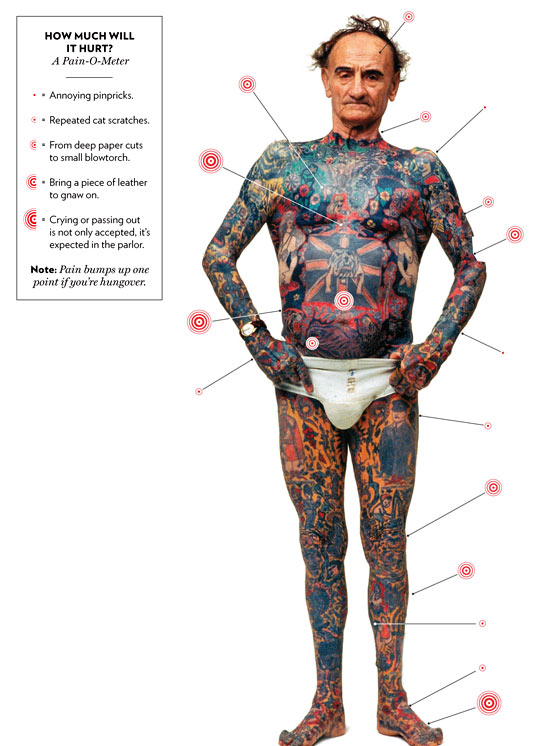 HOW MUCH WILL
IT HURT?
A Pain-O-Meter
Annoying pinpricks.
Repeated cat scratches.
From deep paper cuts
to small blowtorch.
Bring a piece of leather
to gnaw on.
Crying or passing out
is not only accepted, it’s
expected in the parlor.
Note: Pain bumps up one
point if you’re hungover.